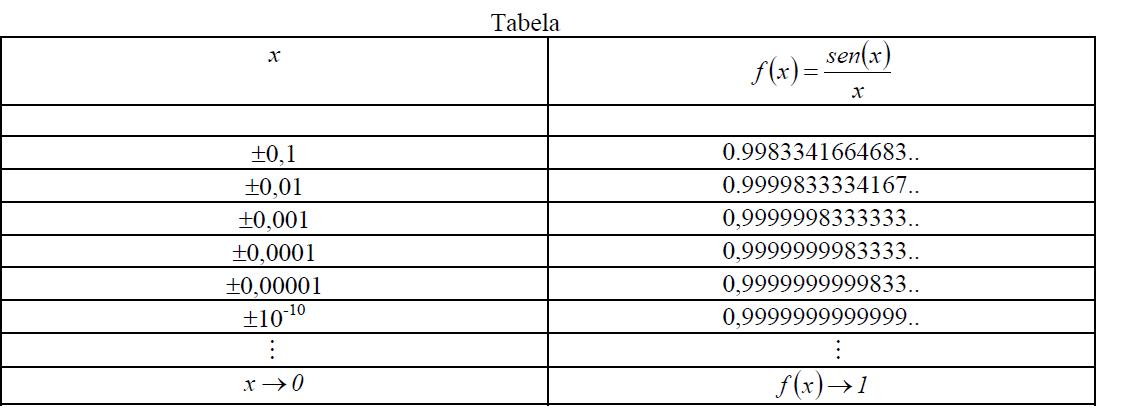 Tabela
x f(x) = sen(x)/x
±0,1 0.9983341664683..
±0,01 0.9999833334167..
±0,001 0,9999998333333..
±0,0001 0,9999999983333..
±0,00001 0,9999999999833..
±10⁻¹⁰ 0,9999999999999..
⋮ ⋮
x → 0 f(x) → 1